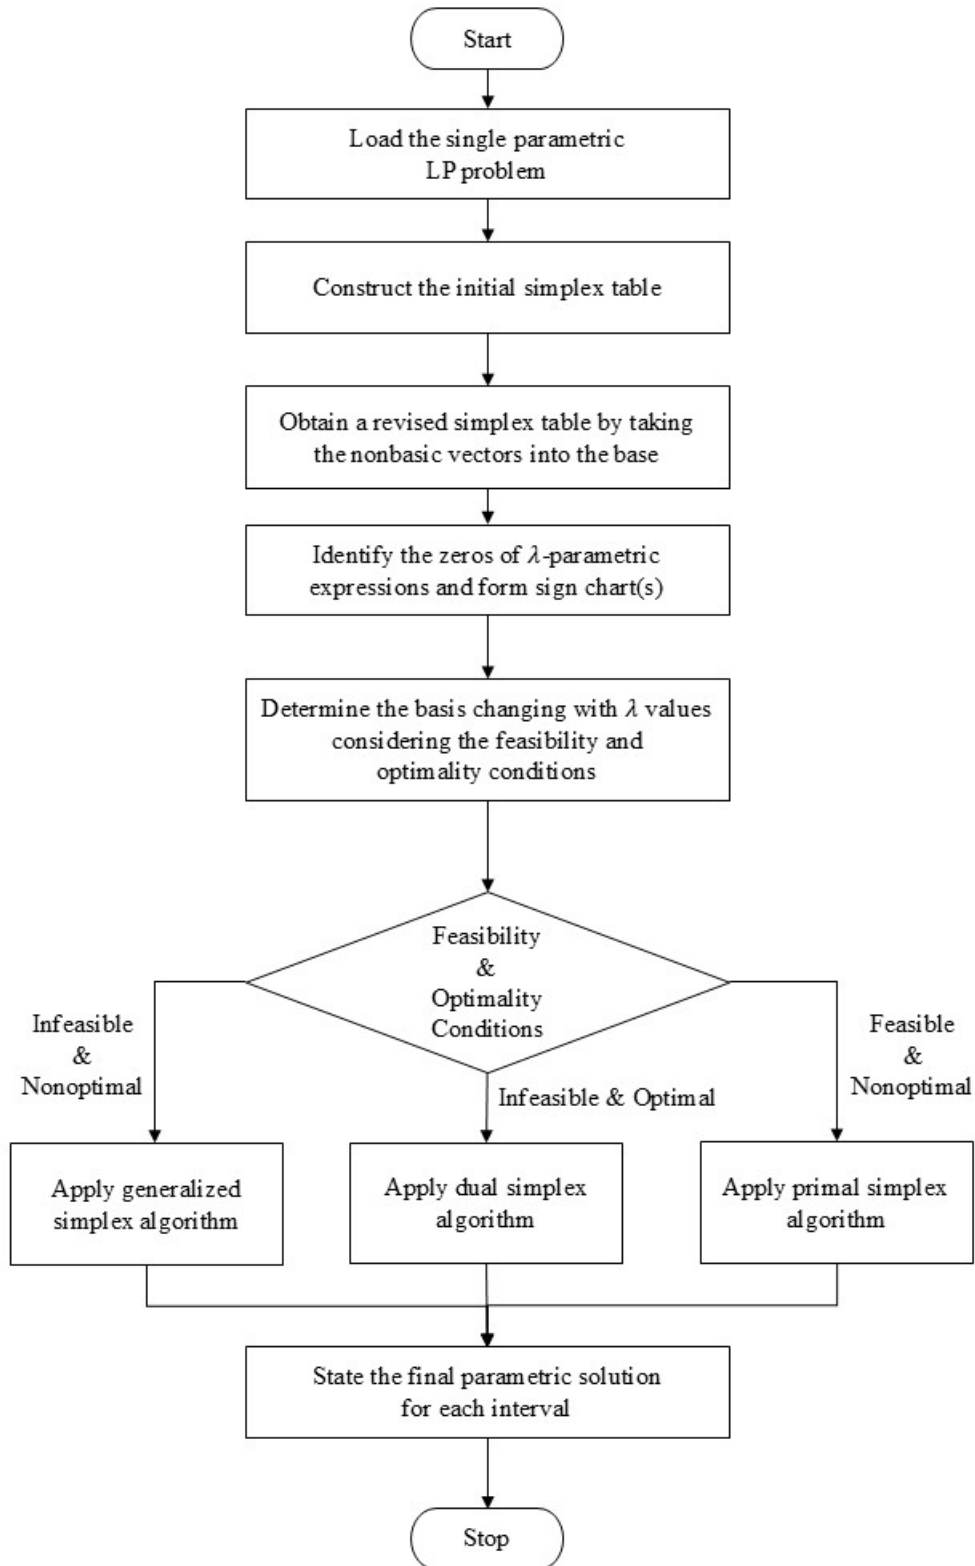 Start
Load the single parametric
LP problem
Construct the initial simplex table
Obtain a revised simplex table by taking
the nonbasic vectors into the base
Identify the zeros of λ-parametric
expressions and form sign chart(s)
Determine the basis changing with λ values
considering the feasibility and
optimality conditions
Feasibility
&
Optimality
Conditions
Infeasible
&
Nonoptimal
Infeasible & Optimal
Feasible
&
Nonoptimal
Apply generalized
simplex algorithm
Apply dual simplex
algorithm
Apply primal simplex
algorithm
State the final parametric solution
for each interval
Stop